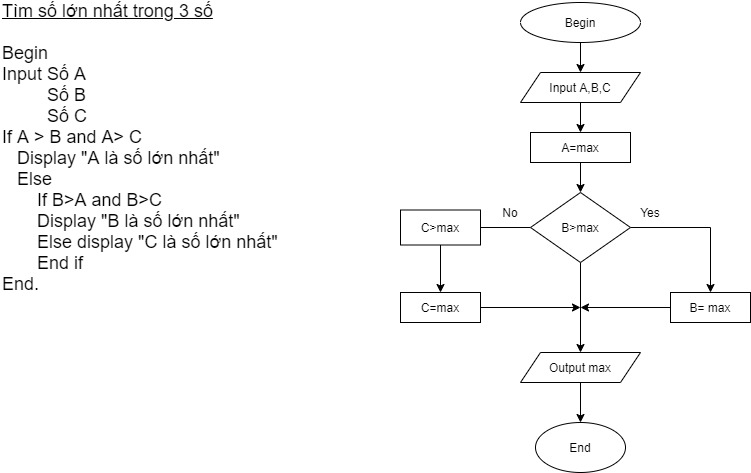 Tìm số lớn nhất trong 3 số
Begin
Input Số A
Số B
Số C
If A > B and A> C
Display "A là số lớn nhất"
Else
If B>A and B>C
Display "B là số lớn nhất"
Else display "C là số lớn nhất"
End if
End.
Begin
Input A,B,C
A=max
B>max
No
Yes
C>max
C=max
B= max
Output max
End